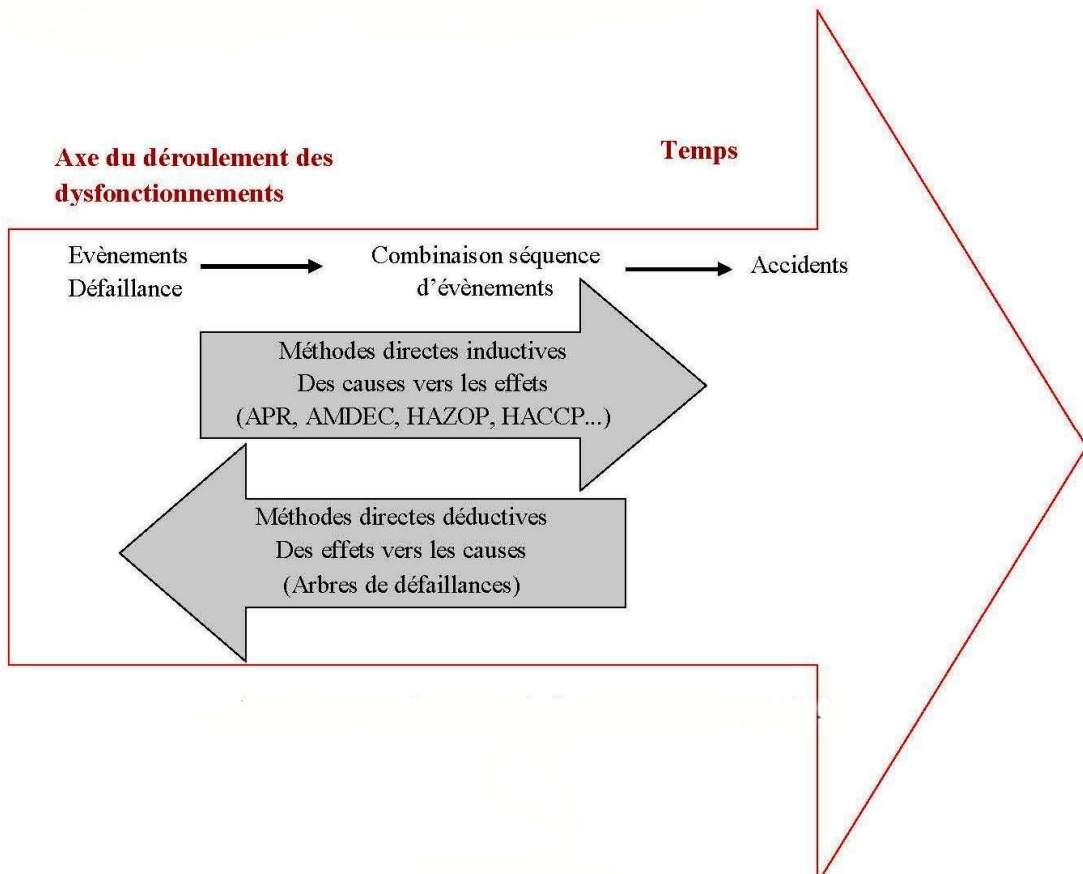 Axe du déroulement des
dysfonctionnements
Temps
Evènements
Défaillance
Combinaison séquence
d'évènements
Accidents
Méthodes directes inductives
Des causes vers les effets
(APR, AMDEC, HAZOP, HACCP...)
Méthodes directes déductives
Des effets vers les causes
(Arbres de défaillances)